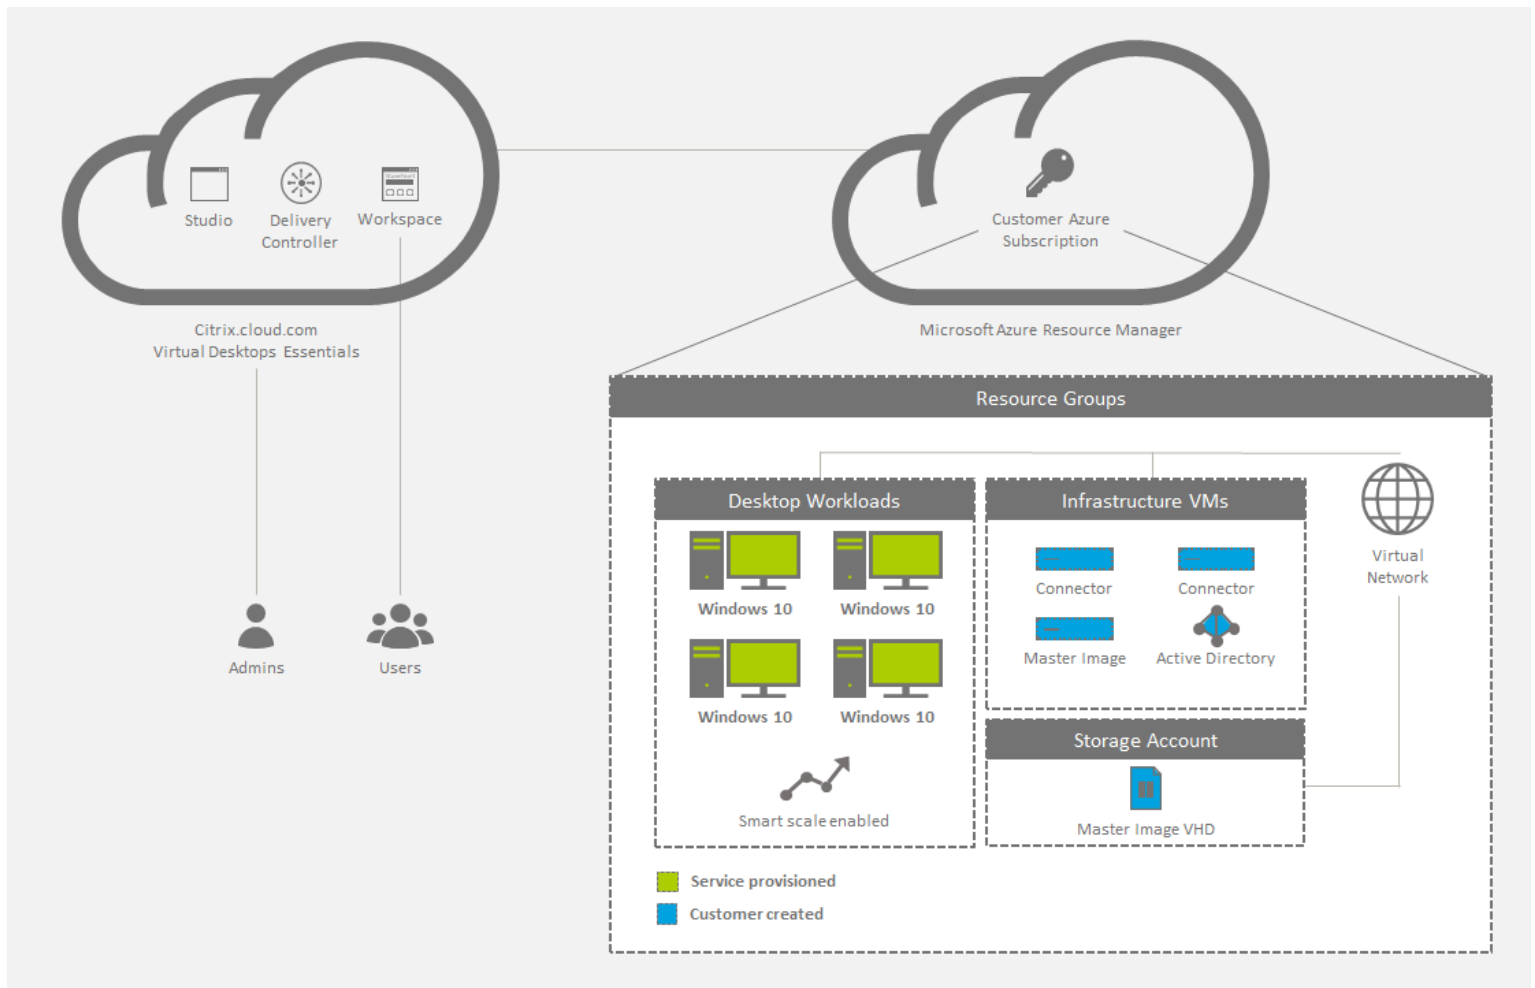 Studio
Delivery
Controller
Workspace
Citrix.cloud.com
Virtual Desktops Essentials
Admins
Users
Customer Azure
Subscription
Microsoft Azure Resource Manager
Resource Groups
Desktop Workloads
Windows 10
Windows 10
Windows 10
Windows 10
Smart scale enabled
Infrastructure VMs
Connector
Connector
Master Image
Active Directory
Storage Account
Master Image VHD
Virtual
Network
Service provisioned
Customer created